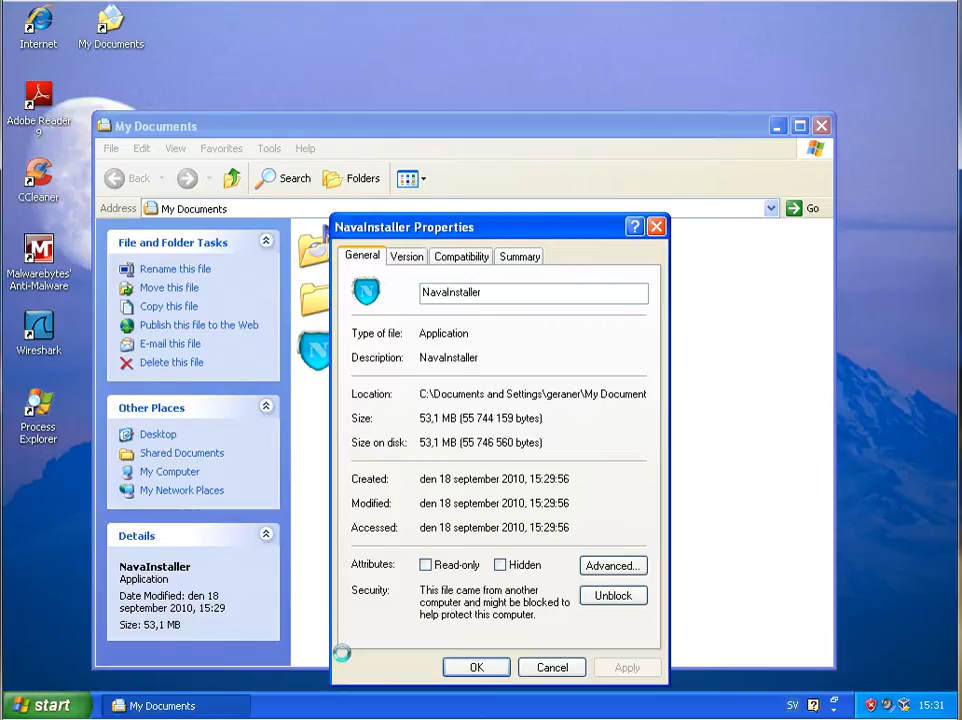 Internet
My Documents
Adobe Reader
9
CCleaner
Malwarebytes'
Anti-Malware
Wireshark
Process
Explorer
My Documents
File Edit View Favorites Tools Help
Back Search Folders
Address My Documents Go
File and Folder Tasks
Rename this file
Move this file
Copy this file
Publish this file to the Web
E-mail this file
Delete this file
Other Places
Desktop
Shared Documents
My Computer
My Network Places
Details
NavaInstaller
Application
Date Modified: den 18
september 2010, 15:29
Size: 53,1 MB
N
NavaInstaller Properties
General Version Compatibility Summary
N
NavaInstaller
Type of file: Application
Description: NavaInstaller
Location: C:\Documents and Settings\geraner\My Document
Size: 53,1 MB (55 744 159 bytes)
Size on disk: 53,1 MB (55 746 560 bytes)
Created: den 18 september 2010, 15:29:56
Modified: den 18 september 2010, 15:29:56
Accessed: den 18 september 2010, 15:29:56
Attributes: Read-only Hidden Advanced...
Security: This file came from another
computer and might be blocked to
help protect this computer.
Unblock
OK Cancel Apply
start My Documents SV 15:31